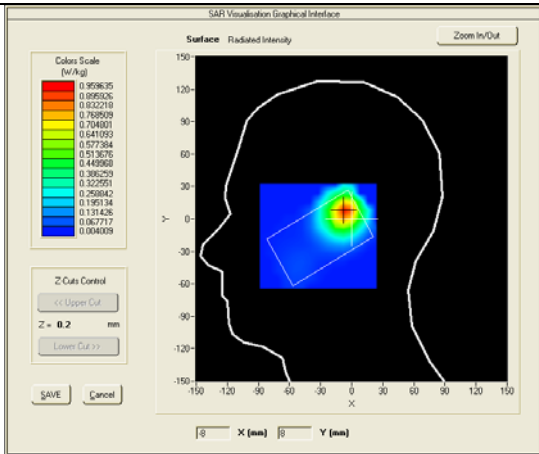 SAR Visualisation Graphical Interface
Surface Radiated Intensity
Zoom In/Out
Colors Scale
(W/kg)
0.959635
0.895926
0.832218
0.768509
0.704801
0.641093
0.577384
0.513676
0.449968
0.386259
0.322551
0.258842
0.195134
0.131426
0.067717
0.004009
Z-Cuts Control
<< Upper Cut
Z = 0.2 mm
Lower Cut >>
SAVE Cancel
150
120
90
60
30
0
-30
-60
-90
-120
-150
Y
-150 -120 -90 -60 -30 0 30 60 90 120 150
X
-8 X (mm) 8 Y (mm)